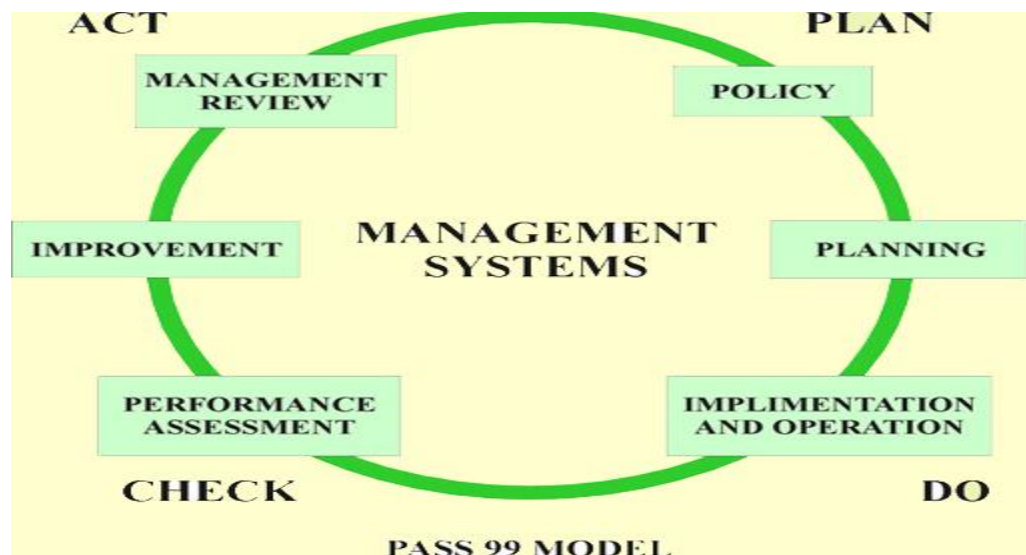 ACT
PLAN
MANAGEMENT
REVIEW
POLICY
IMPROVEMENT
MANAGEMENT
SYSTEMS
PLANNING
PERFORMANCE
ASSESSMENT
IMPLIMENTATION
AND OPERATION
CHECK
DO
PASS 99 MODEL